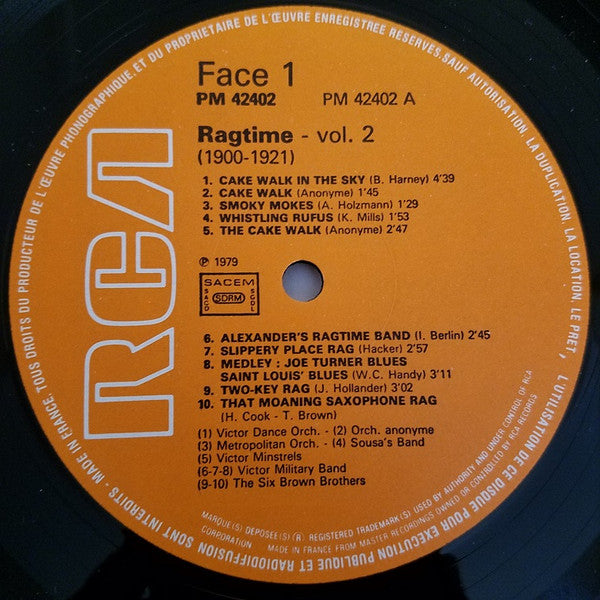 TOUS DROITS DU PRODUCTEUR DE L'ŒUVRE PHONOGRAPHIQUE.ET DU PROPRIETAIRE DE L'ŒUVRE ENREGISTREE RESERVES.SAUF AUTORISATION, LA DUPLICATION, LA LOCATION, LE PRET, L'UTILISATION DE CE DISQUE POUR EXECUTION PUBLIQUE ET RADIODIFFUSION SONT INTERDITS - MADE IN FRANCE.
RCA
Face 1
PM 42402 PM 42402 A
Ragtime - vol. 2
(1900-1921)
1. CAKE WALK IN THE SKY (B. Harney) 4'39
2. CAKE WALK (Anonyme) 1'45
3. SMOKY MOKES (A. Holzmann) 1'29
4. WHISTLING RUFUS (K. Mills) 1'53
5. THE CAKE WALK (Anonyme) 2'47
℗ 1979
SACEM
SACD SDRM SGDL
6. ALEXANDER'S RAGTIME BAND (I. Berlin) 2'45
7. SLIPPERY PLACE RAG (Hacker) 2'57
8. MEDLEY : JOE TURNER BLUES
SAINT LOUIS' BLUES (W.C. Handy) 3'11
9. TWO-KEY RAG (J. Hollander) 3'02
10. THAT MOANING SAXOPHONE RAG
(H. Cook - T. Brown)
(1) Victor Dance Orch. - (2) Orch. anonyme
(3) Metropolitan Orch. - (4) Sousa's Band
(5) Victor Minstrels
(6-7-8) Victor Military Band
(9-10) The Six Brown Brothers
MARQUE(S) DEPOSEE(S) (R) REGISTERED TRADEMARK(S) USED BY AUTHORITY AND UNDER CONTROL OF RCA
CORPORATION MADE IN FRANCE FROM MASTER RECORDINGS OWNED OR CONTROLLED BY RCA RECORDS